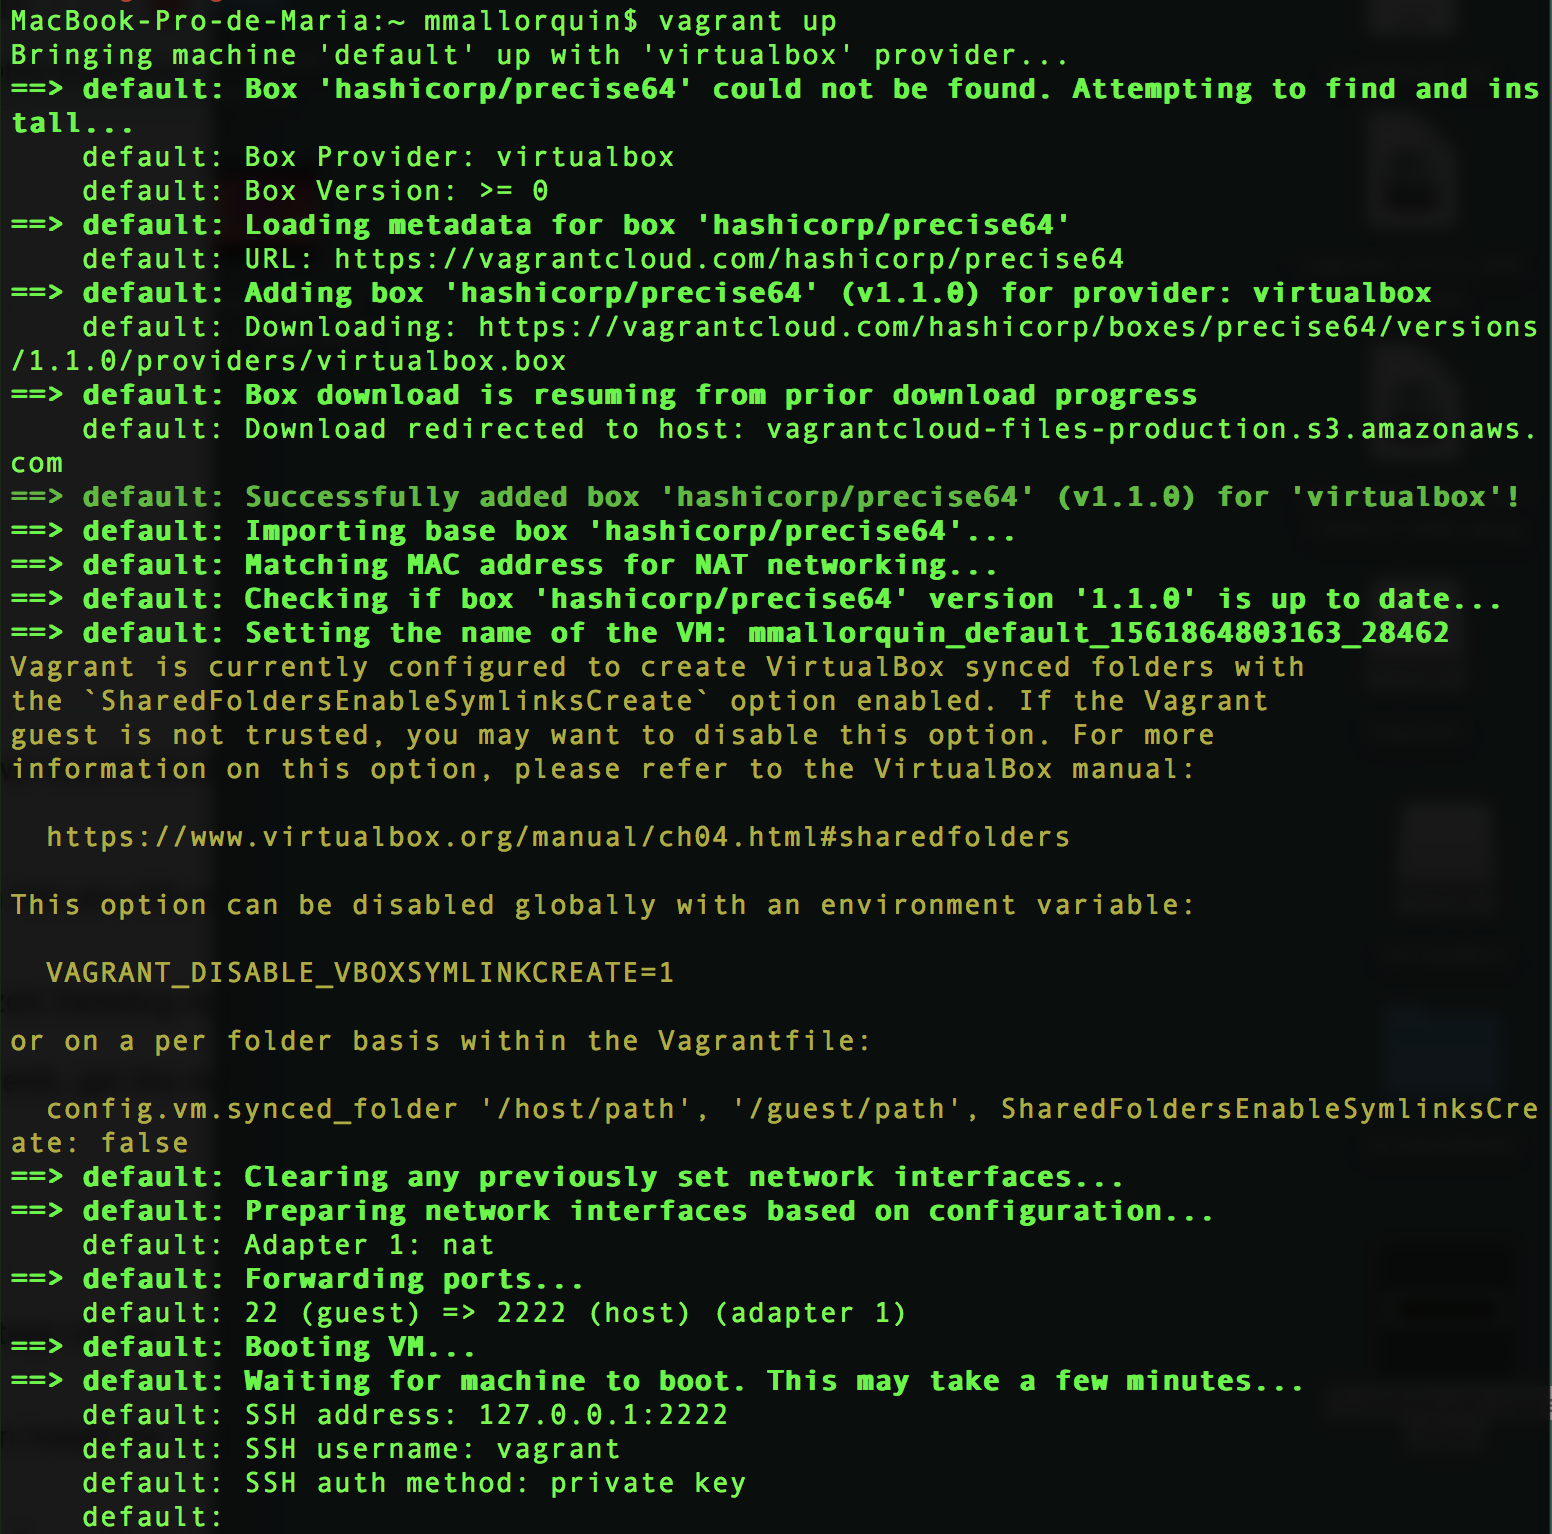 MacBook-Pro-de-Maria:~ mmallorquin$ vagrant up
Bringing machine 'default' up with 'virtualbox' provider...
==> default: Box 'hashicorp/precise64' could not be found. Attempting to find and ins
tall...
    default: Box Provider: virtualbox
    default: Box Version: >= 0
==> default: Loading metadata for box 'hashicorp/precise64'
    default: URL: https://vagrantcloud.com/hashicorp/precise64
==> default: Adding box 'hashicorp/precise64' (v1.1.0) for provider: virtualbox
    default: Downloading: https://vagrantcloud.com/hashicorp/boxes/precise64/versions
/1.1.0/providers/virtualbox.box
==> default: Box download is resuming from prior download progress
    default: Download redirected to host: vagrantcloud-files-production.s3.amazonaws.
com
==> default: Successfully added box 'hashicorp/precise64' (v1.1.0) for 'virtualbox'!
==> default: Importing base box 'hashicorp/precise64'...
==> default: Matching MAC address for NAT networking...
==> default: Checking if box 'hashicorp/precise64' version '1.1.0' is up to date...
==> default: Setting the name of the VM: mmallorquin_default_1561864803163_28462
Vagrant is currently configured to create VirtualBox synced folders with
the `SharedFoldersEnableSymlinksCreate` option enabled. If the Vagrant
guest is not trusted, you may want to disable this option. For more
information on this option, please refer to the VirtualBox manual:
  https://www.virtualbox.org/manual/ch04.html#sharedfolders
This option can be disabled globally with an environment variable:
  VAGRANT_DISABLE_VBOXSYMLINKCREATE=1
or on a per folder basis within the Vagrantfile:
  config.vm.synced_folder '/host/path', '/guest/path', SharedFoldersEnableSymlinksCre
ate: false
==> default: Clearing any previously set network interfaces...
==> default: Preparing network interfaces based on configuration...
    default: Adapter 1: nat
==> default: Forwarding ports...
    default: 22 (guest) => 2222 (host) (adapter 1)
==> default: Booting VM...
==> default: Waiting for machine to boot. This may take a few minutes...
    default: SSH address: 127.0.0.1:2222
    default: SSH username: vagrant
    default: SSH auth method: private key
    default: